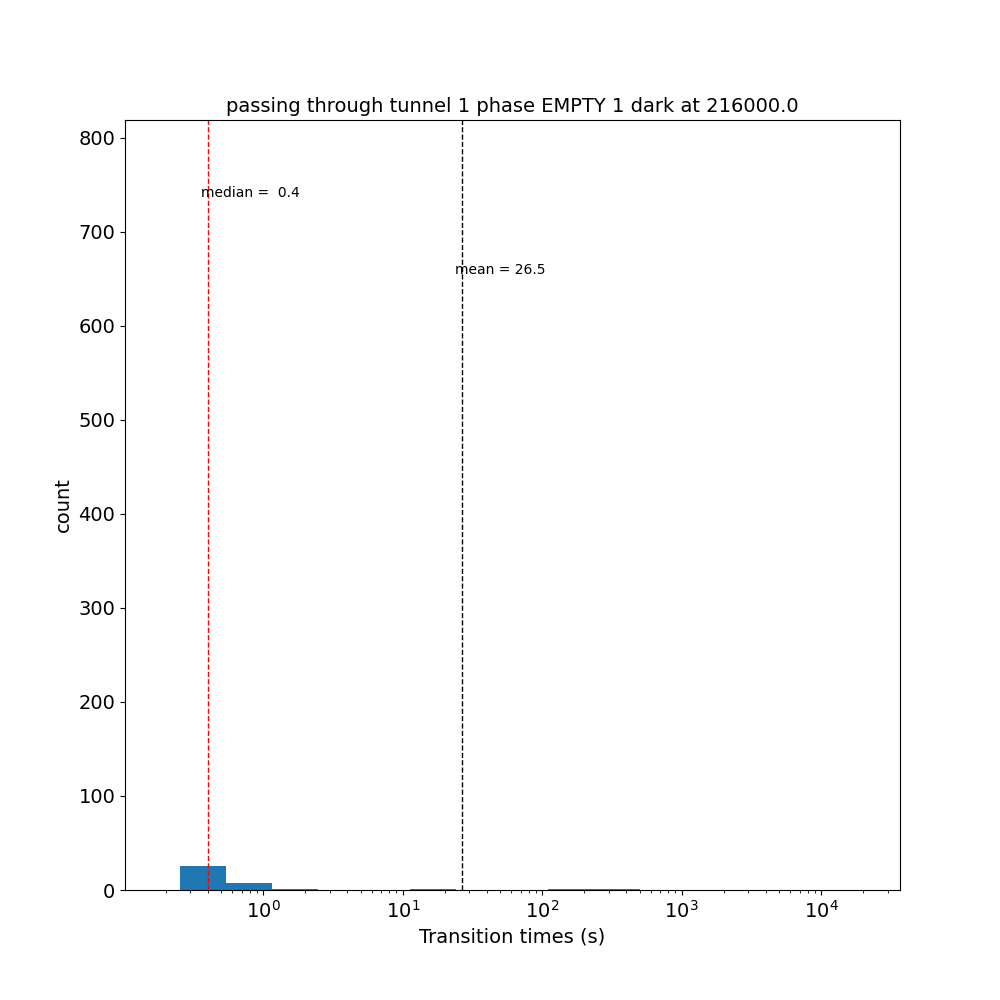 passing through tunnel 1 phase EMPTY 1 dark at 216000.0
800
median =  0.4
700
mean = 26.5
600
500
400
count
300
200
100
0
10⁰ 10¹ 10² 10³ 10⁴
Transition times (s)